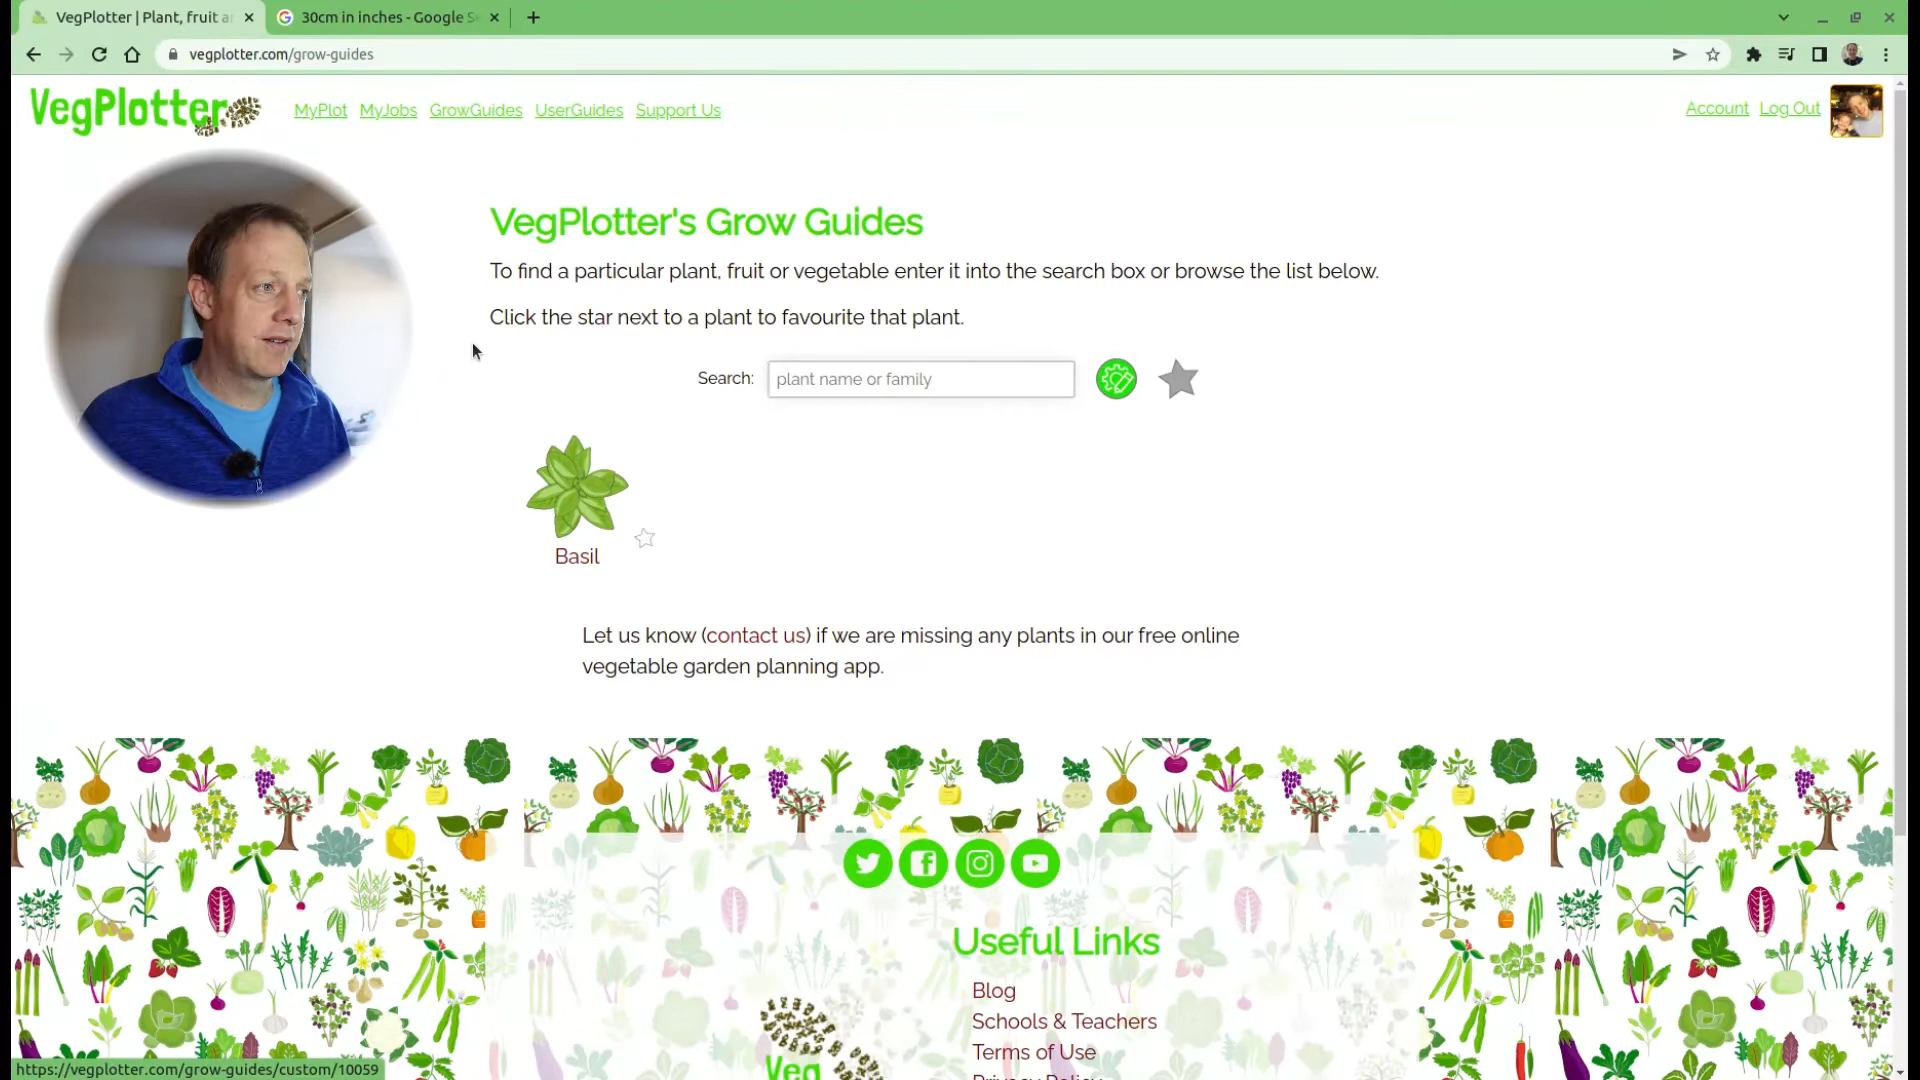 VegPlotter | Plant, fruit a
30cm in inches - Google S
vegplotter.com/grow-guides
VegPlotter
MyPlot MyJobs GrowGuides UserGuides Support Us
Account Log Out
VegPlotter's Grow Guides
To find a particular plant, fruit or vegetable enter it into the search box or browse the list below.
Click the star next to a plant to favourite that plant.
Search: plant name or family
Basil
Let us know (contact us) if we are missing any plants in our free online
vegetable garden planning app.
Useful Links
Blog
Schools & Teachers
Terms of Use
Privacy Policy
Veg
https://vegplotter.com/grow-guides/custom/10059